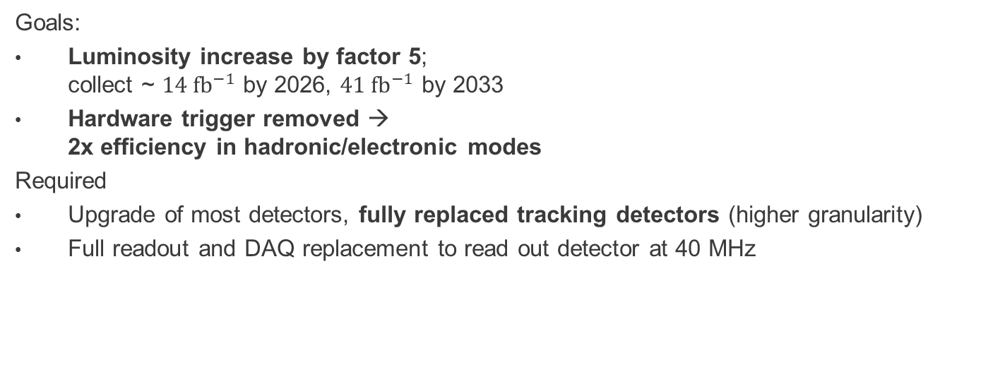 Goals:
• Luminosity increase by factor 5;
collect ~ 14 fb⁻¹ by 2026, 41 fb⁻¹ by 2033
• Hardware trigger removed →
2x efficiency in hadronic/electronic modes
Required
• Upgrade of most detectors, fully replaced tracking detectors (higher granularity)
• Full readout and DAQ replacement to read out detector at 40 MHz